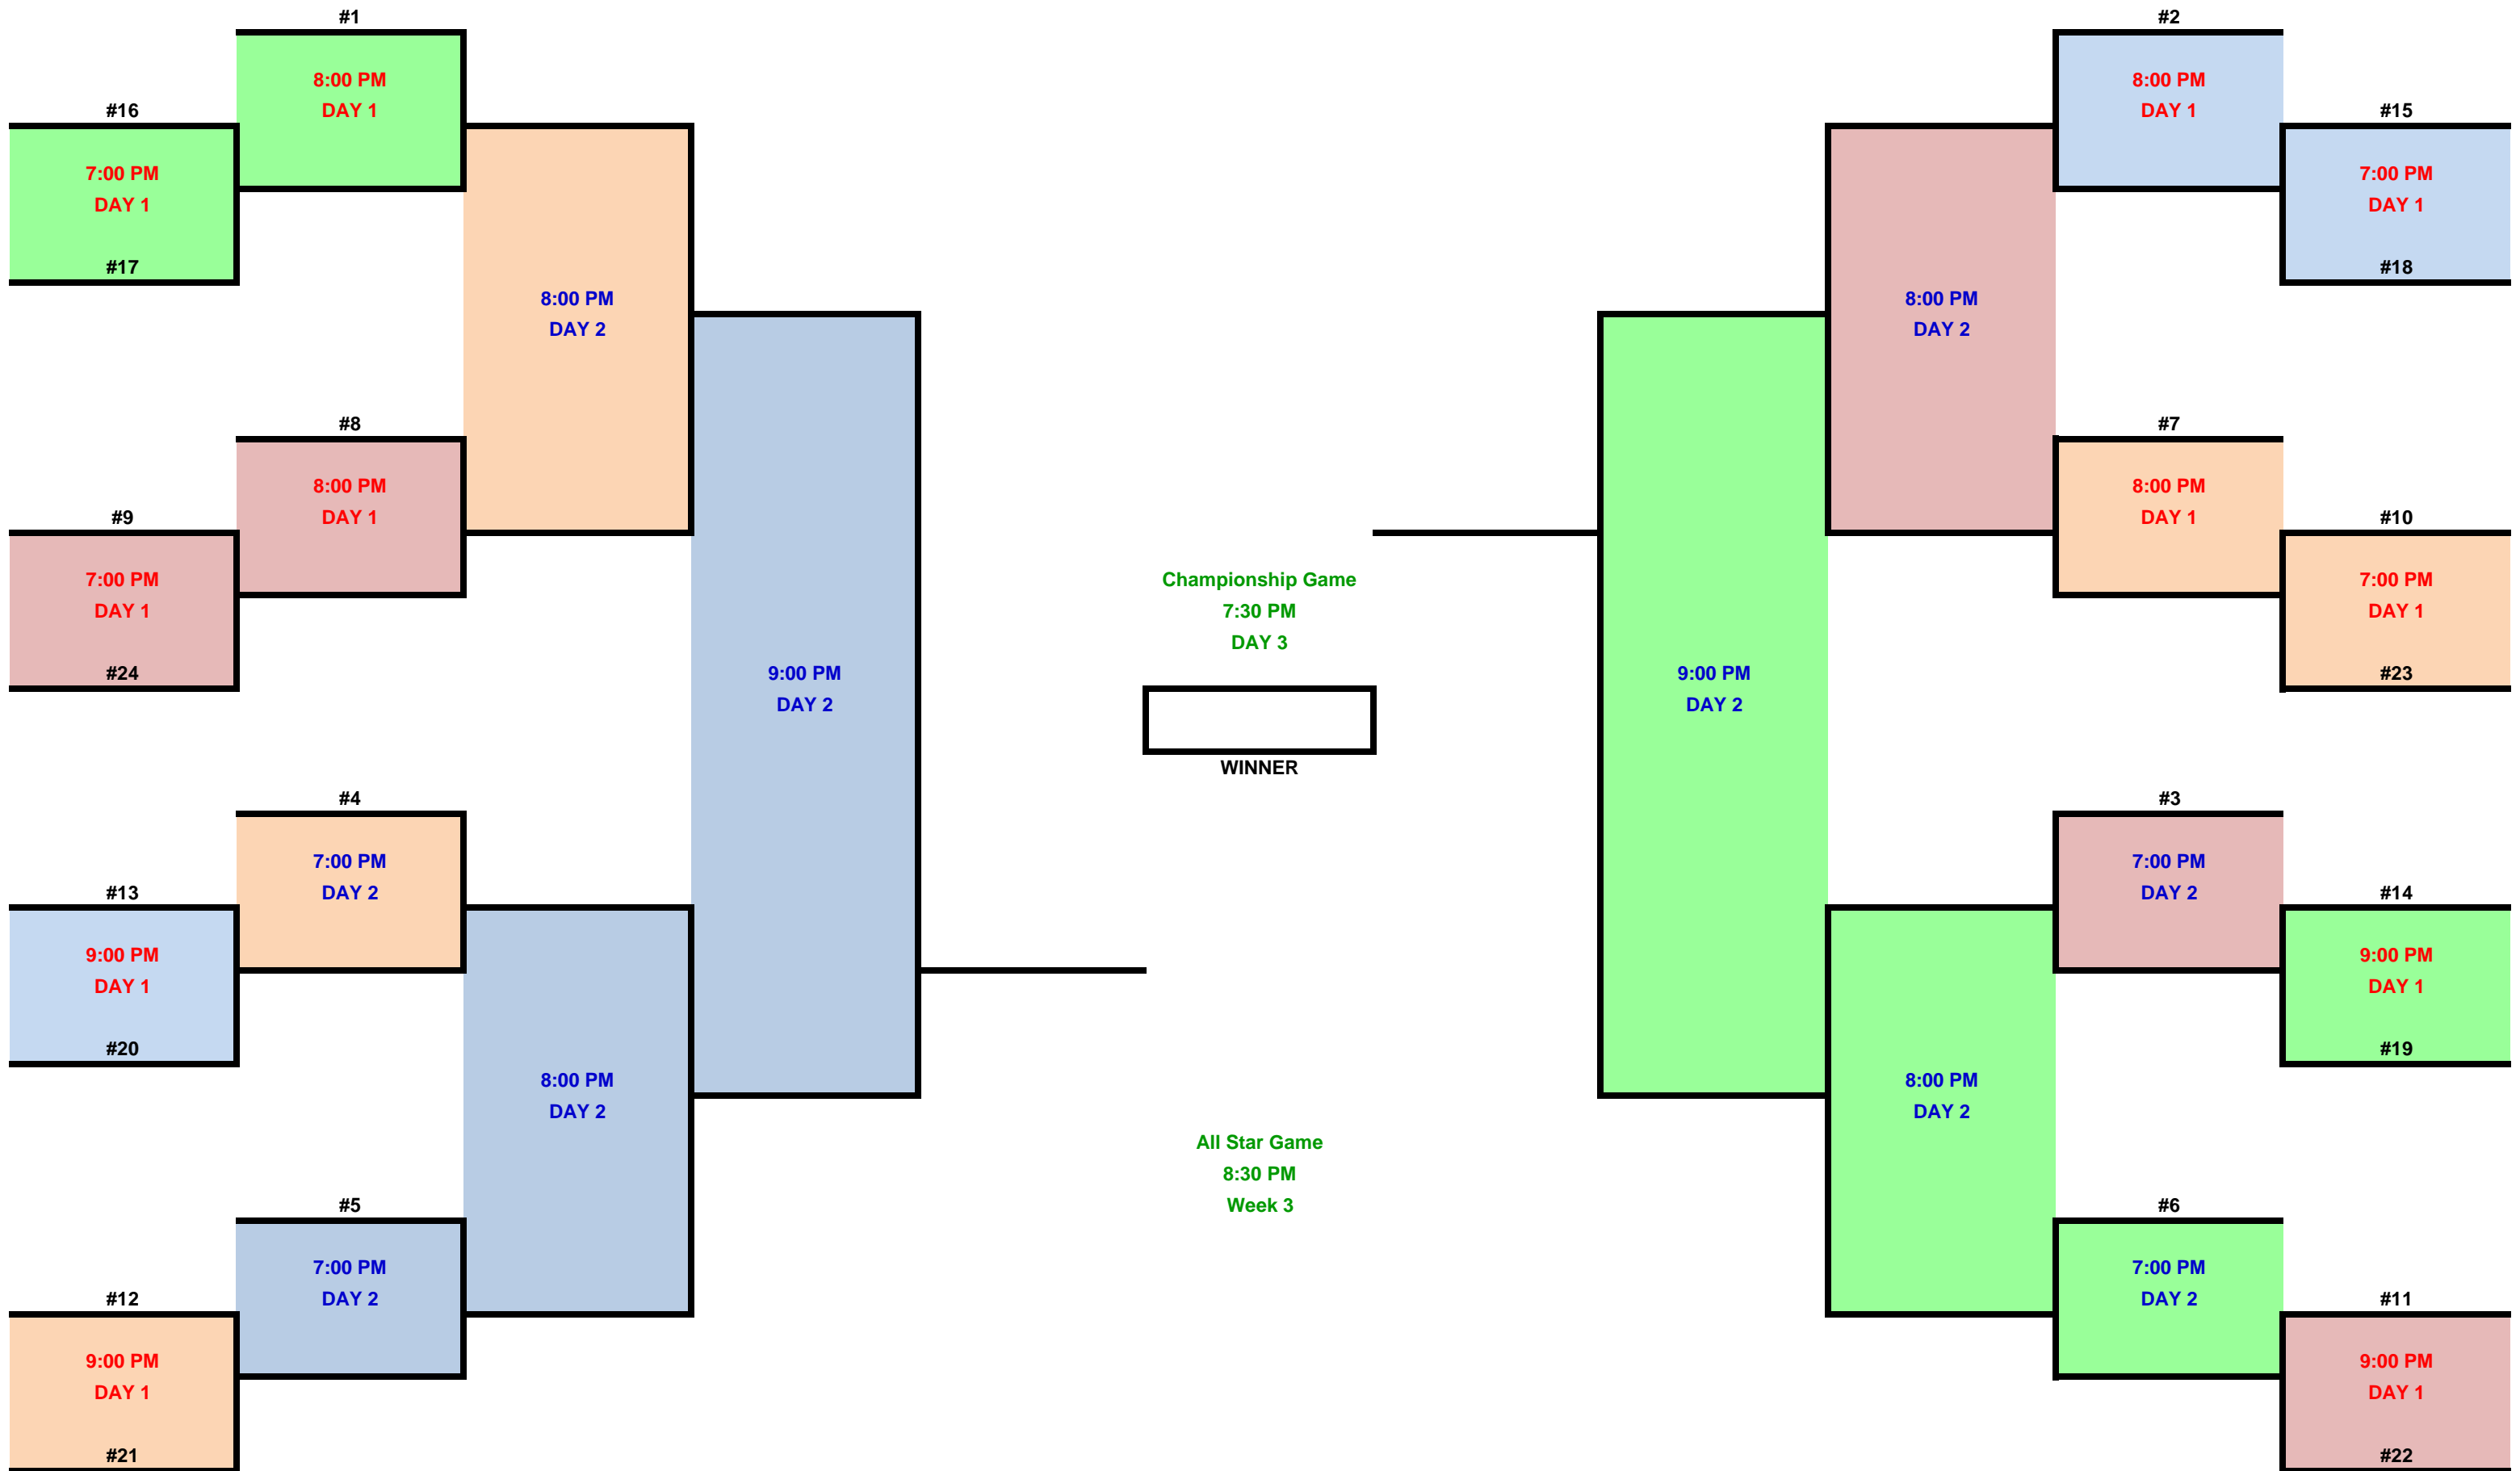 #1
8:00 PM
DAY 1
#16
7:00 PM
DAY 1
#17
8:00 PM
DAY 2
#8
8:00 PM
DAY 1
#9
7:00 PM
DAY 1
#24
9:00 PM
DAY 2
#4
7:00 PM
DAY 2
#13
9:00 PM
DAY 1
#20
8:00 PM
DAY 2
#5
7:00 PM
DAY 2
#12
9:00 PM
DAY 1
#21
Championship Game
7:30 PM
DAY 3
WINNER
All Star Game
8:30 PM
Week 3
#2
8:00 PM
DAY 1
#15
7:00 PM
DAY 1
#18
8:00 PM
DAY 2
#7
8:00 PM
DAY 1
#10
7:00 PM
DAY 1
#23
9:00 PM
DAY 2
#3
7:00 PM
DAY 2
#14
9:00 PM
DAY 1
#19
8:00 PM
DAY 2
#6
7:00 PM
DAY 2
#11
9:00 PM
DAY 1
#22